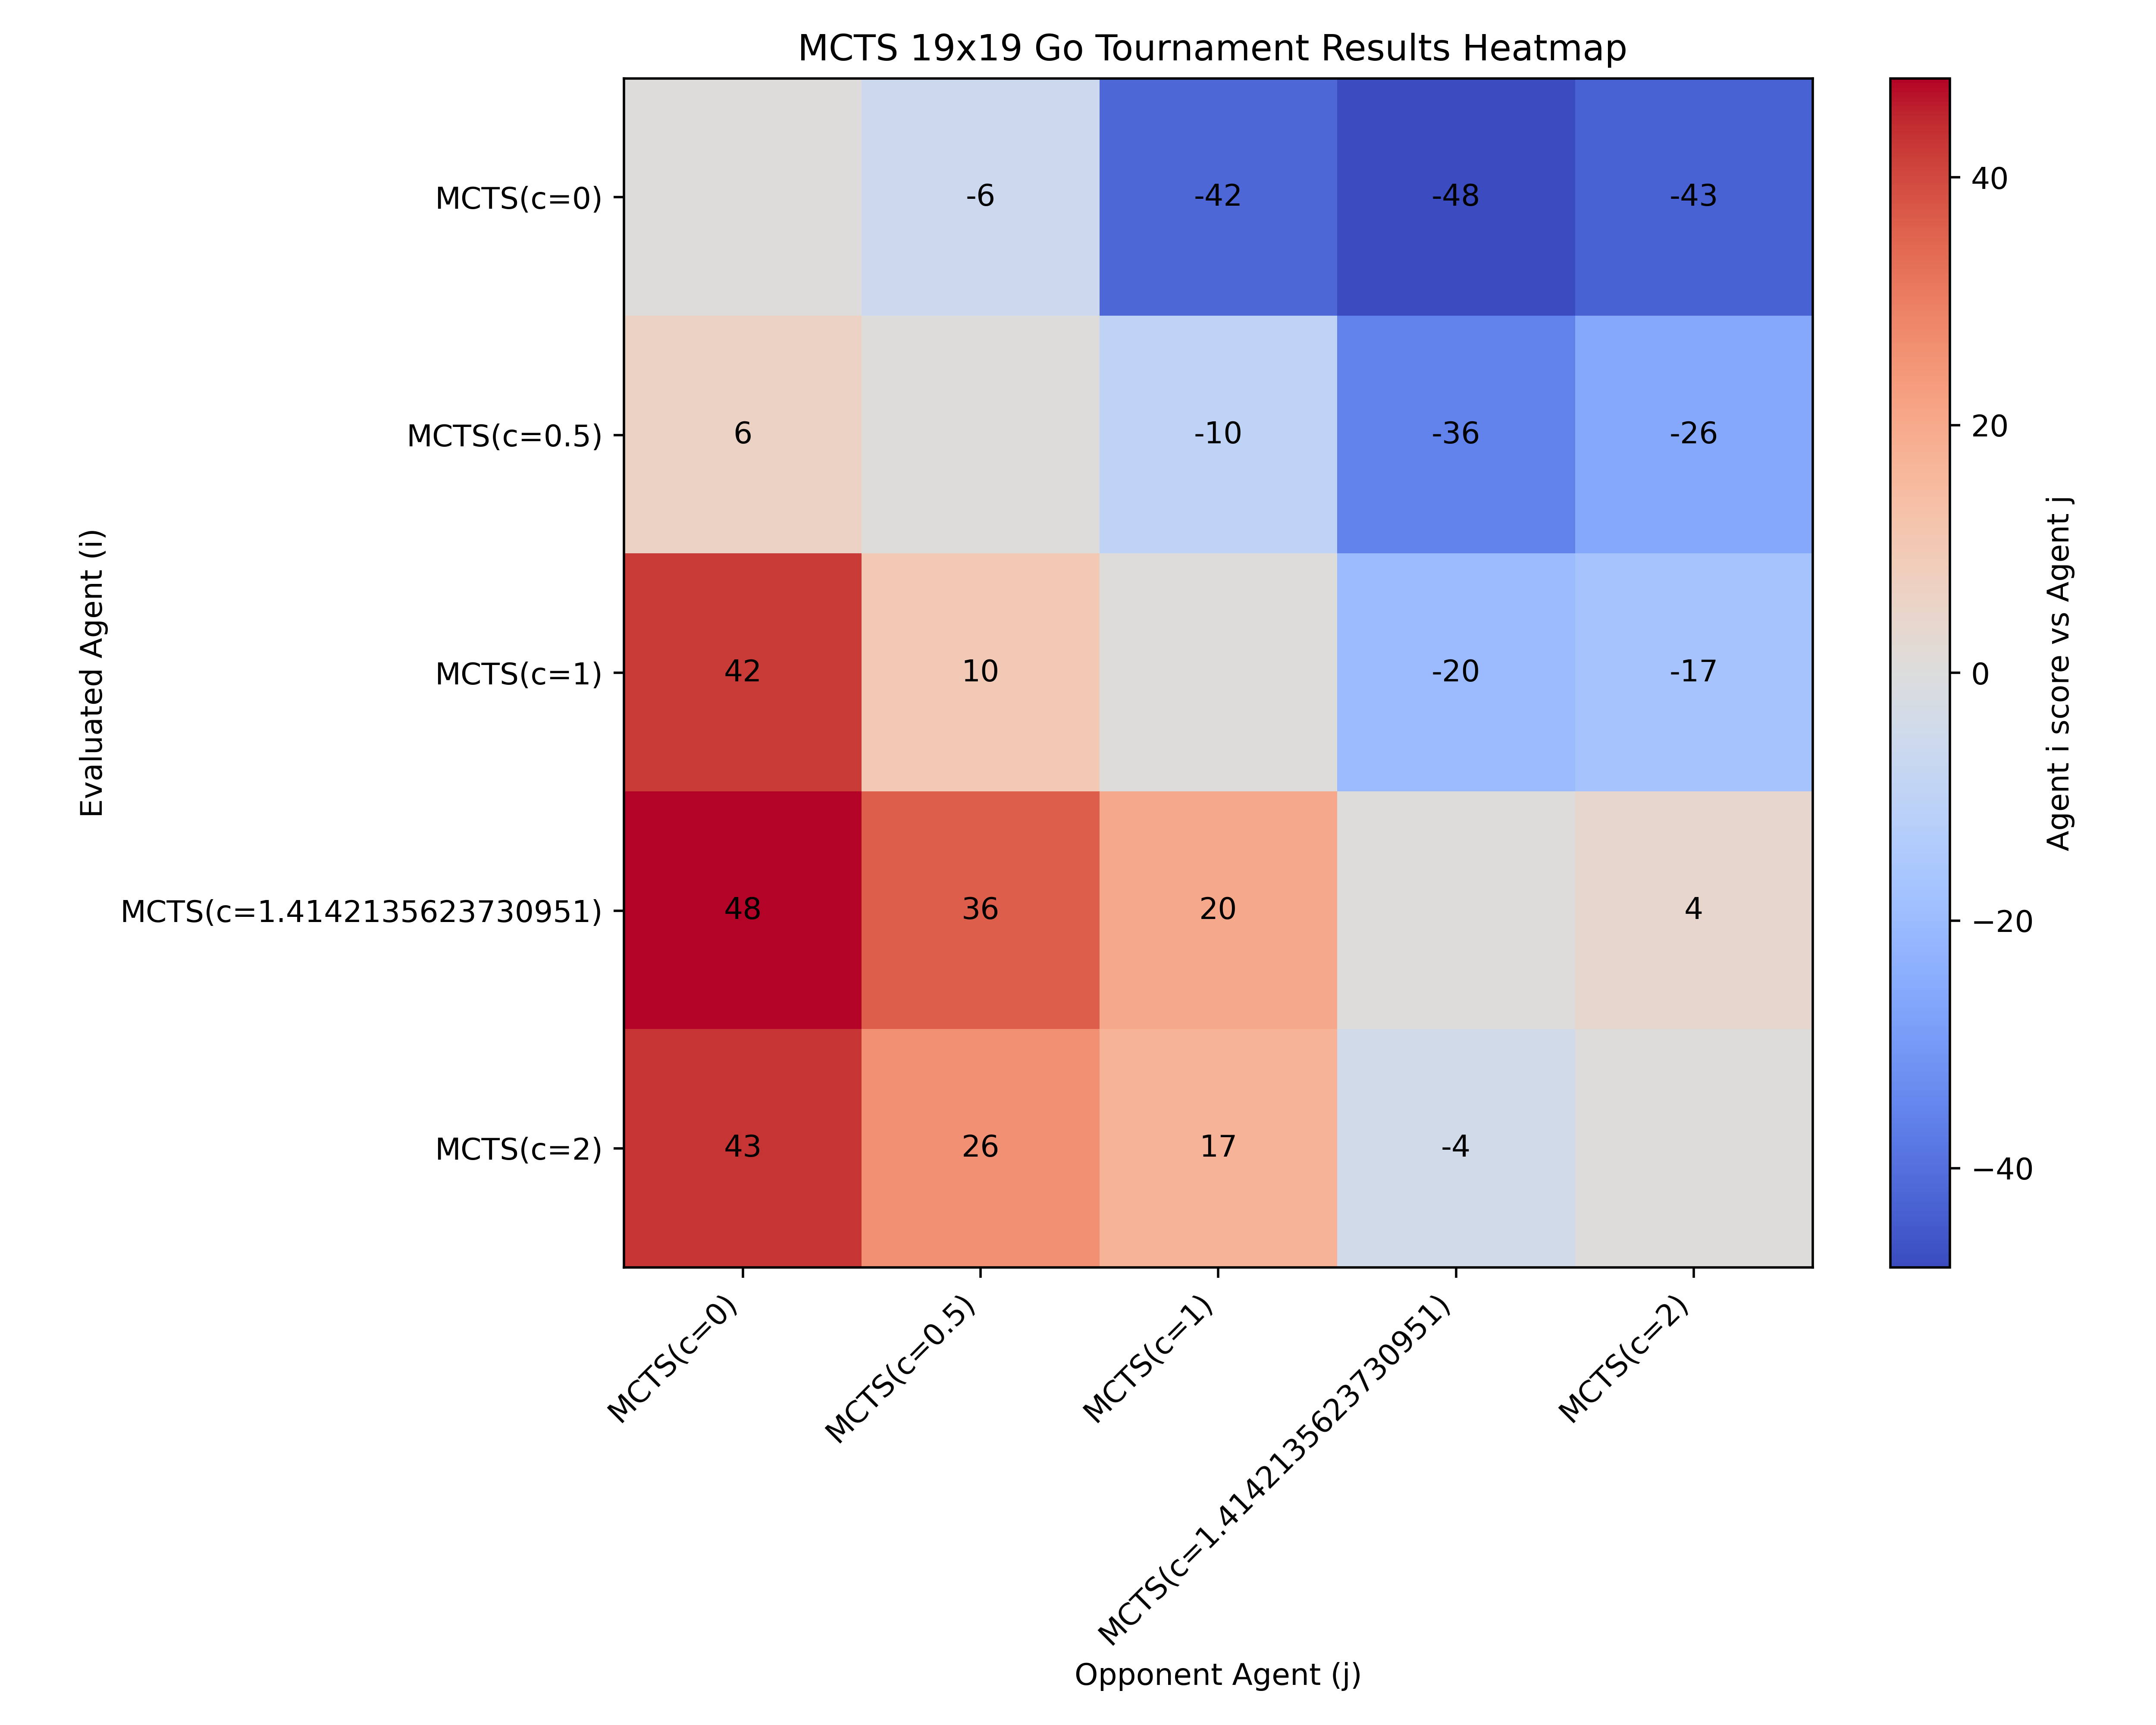 MCTS 19x19 Go Tournament Results Heatmap
Evaluated Agent (i)
MCTS(c=0)
-6 -42 -48 -43
MCTS(c=0.5)
6 -10 -36 -26
MCTS(c=1)
42 10 -20 -17
MCTS(c=1.4142135623730951)
48 36 20 4
MCTS(c=2)
43 26 17 -4
MCTS(c=0)
MCTS(c=0.5)
MCTS(c=1)
MCTS(c=1.4142135623730951)
MCTS(c=2)
Opponent Agent (j)
40
20
0
−20
−40
Agent i score vs Agent j